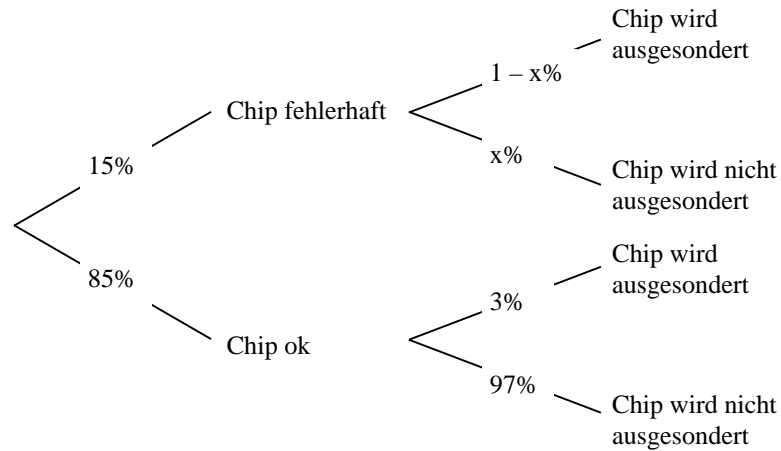 Chip wird
ausgesondert
1 – x%
Chip fehlerhaft
x%
15%
Chip wird nicht
ausgesondert
Chip wird
ausgesondert
85%
3%
Chip ok
97%
Chip wird nicht
ausgesondert